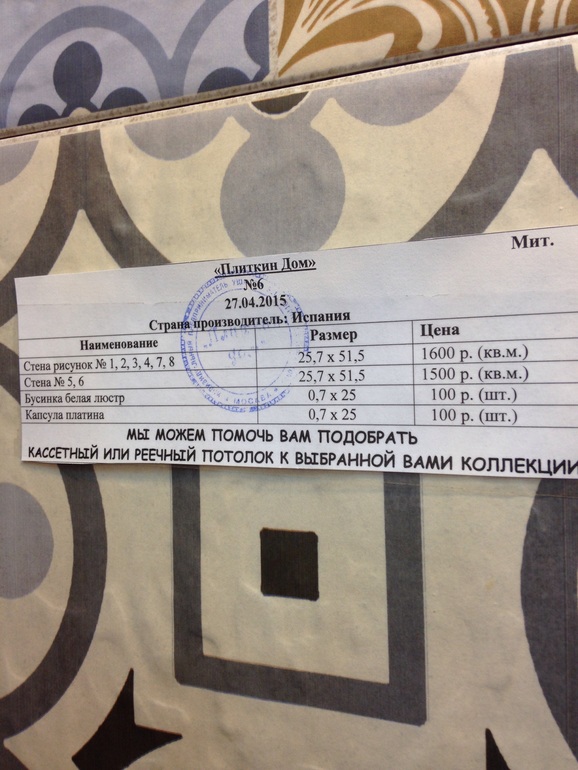 Мит.
«Плиткин Дом»
№6
27.04.2015
Страна производитель: Испания
Наименование Размер Цена
Стена рисунок № 1, 2, 3, 4, 7, 8 25,7 х 51,5 1600 р. (кв.м.)
Стена № 5, 6 25,7 х 51,5 1500 р. (кв.м.)
Бусинка белая люстр 0,7 х 25 100 р. (шт.)
Капсула платина 0,7 х 25 100 р. (шт.)
МЫ МОЖЕМ ПОМОЧЬ ВАМ ПОДОБРАТЬ
КАССЕТНЫЙ ИЛИ РЕЕЧНЫЙ ПОТОЛОК К ВЫБРАННОЙ ВАМИ КОЛЛЕКЦИИ
ПРЕДПРИНИМАТЕЛЬ
МОСКВА